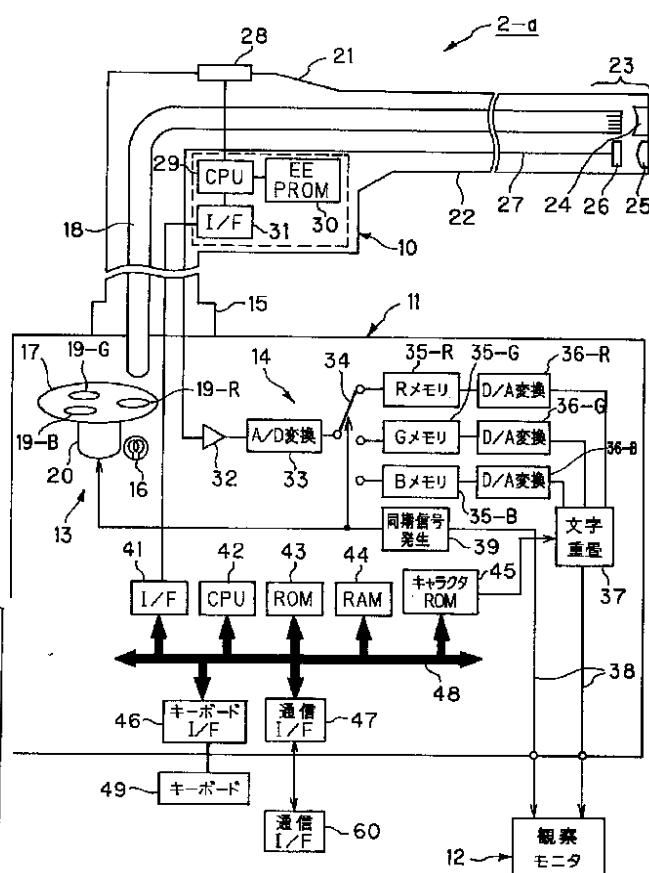 2-a
28
21
23
29
CPU
EE
PROM
30
I/F
31
18
22
27
24
26
25
10
15
11
17
19-G
19-R
19-B
20
16
13
14
34
32
A/D変換
33
35-R
35-G
36-R
Rメモリ
D/A変換
36-G
Gメモリ
D/A変換
36-B
Bメモリ
D/A変換
35-B
同期信号
発生
39
文字
重畳
37
41
42
43
44
45
I/F
CPU
ROM
RAM
キャラクタ
ROM
48
38
46
キーボード
I/F
通信
I/F
47
49
キーボード
通信
I/F
60
12
観察
モニタ